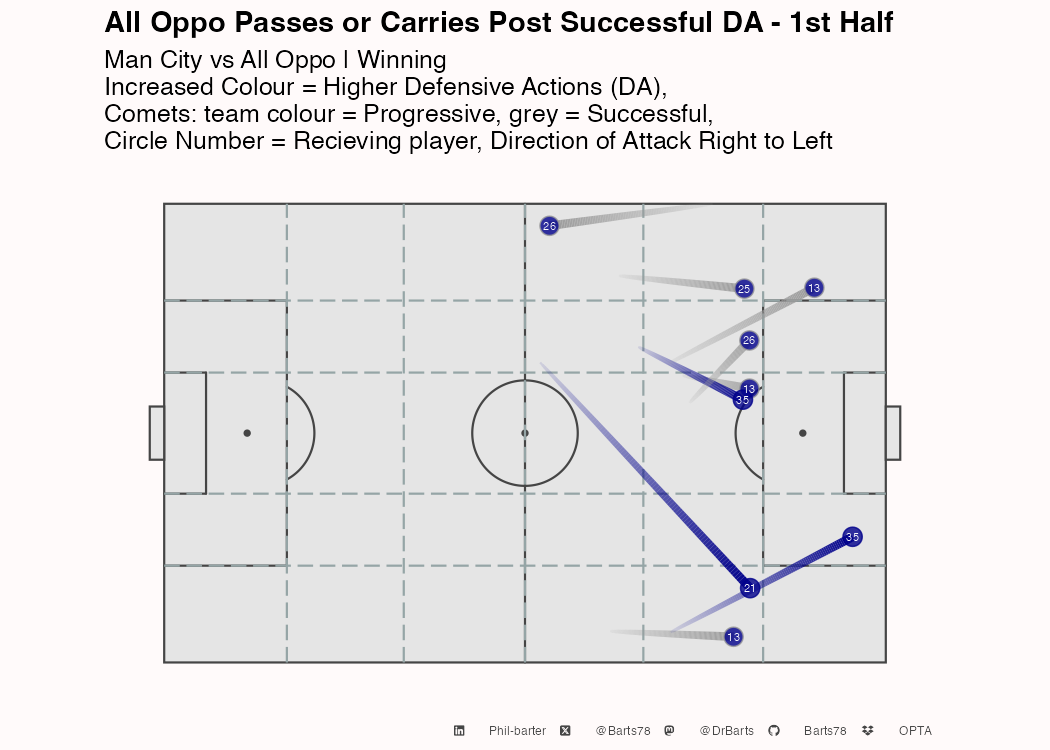 All Oppo Passes or Carries Post Successful DA - 1st Half
Man City vs All Oppo | Winning
Increased Colour = Higher Defensive Actions (DA),
Comets: team colour = Progressive, grey = Successful,
Circle Number = Recieving player, Direction of Attack Right to Left
26
25
13
26
13
35
35
21
13
Phil-barter @Barts78 @DrBarts Barts78 OPTA